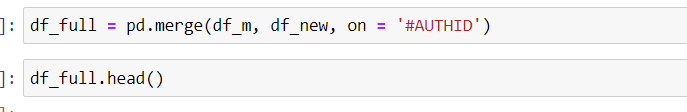 ]: df_full = pd.merge(df_m, df_new, on = '#AUTHID')
]: df_full.head()